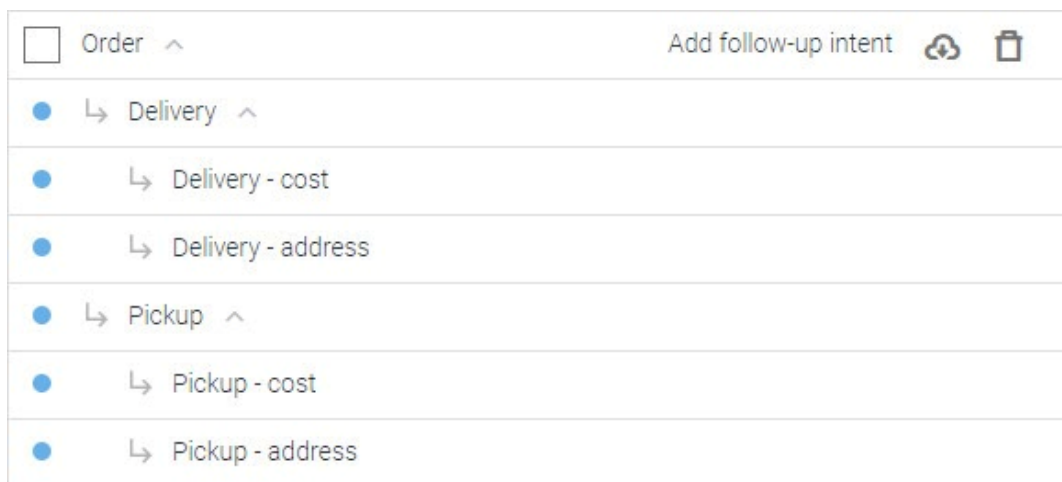 Order Add follow-up intent
Delivery
Delivery - cost
Delivery - address
Pickup
Pickup - cost
Pickup - address